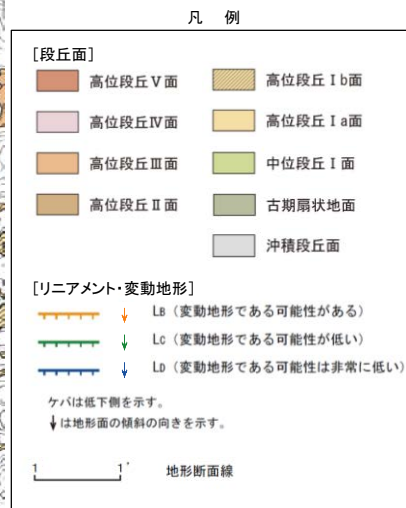 凡 例
[段丘面]
高位段丘Ⅴ面
高位段丘Ⅳ面
高位段丘Ⅲ面
高位段丘Ⅱ面
高位段丘Ⅰb面
高位段丘Ⅰa面
中位段丘Ⅰ面
古期扇状地面
沖積段丘面
[リニアメント・変動地形]
LB (変動地形である可能性がある)
LC (変動地形である可能性が低い)
LD (変動地形である可能性は非常に低い)
ケバは低下側を示す。
↓は地形面の傾斜の向きを示す。
1 1' 地形断面線